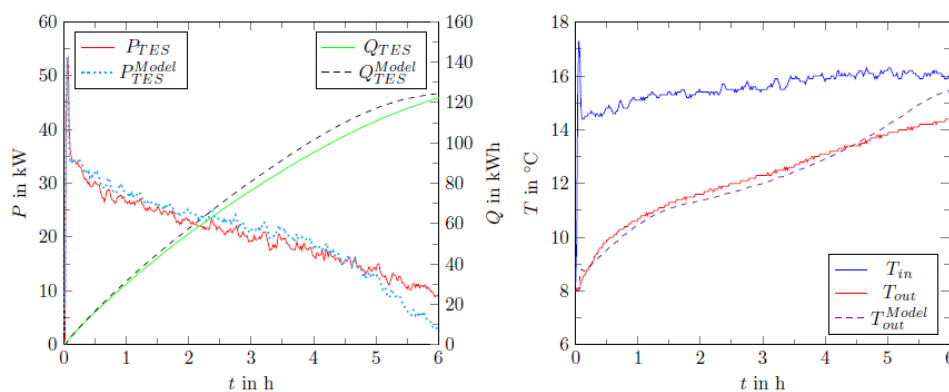 60
50
40
30
20
10
0
P in kW
P_TES
P_TES^Model
Q_TES
Q_TES^Model
160
140
120
100
80
60
40
20
0
Q in kWh
0 1 2 3 4 5 6
t in h
18
16
14
12
10
8
6
T in °C
T_in
T_out
T_out^Model
0 1 2 3 4 5 6
t in h